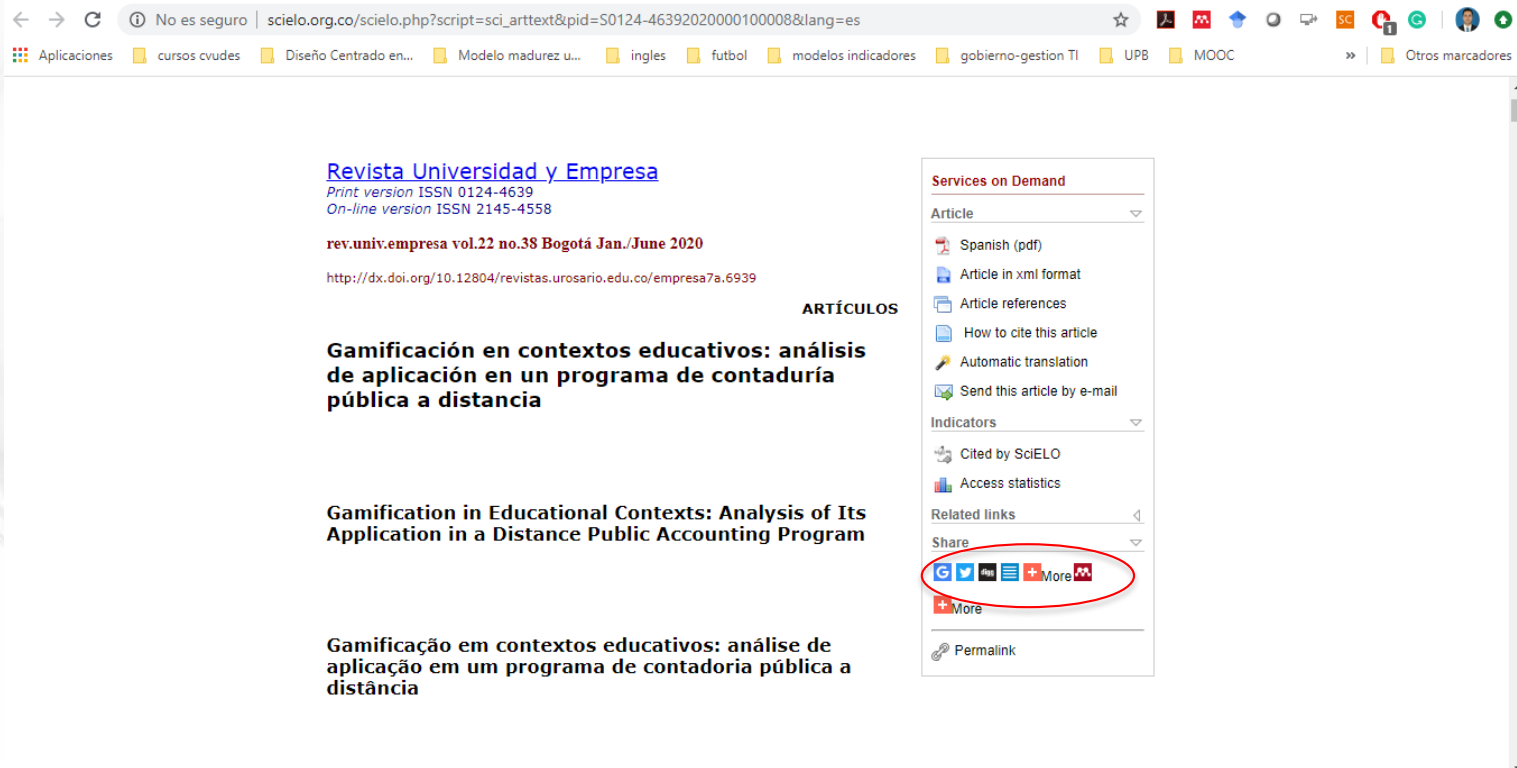 No es seguro scielo.org.co/scielo.php?script=sci_arttext&pid=S0124-46392020000100008&lang=es
SC
1
G
Aplicaciones cursos cvudes Diseño Centrado en... Modelo madurez u... ingles futbol modelos indicadores gobierno-gestion TI UPB MOOC » Otros marcadores
Revista Universidad y Empresa
Print version ISSN 0124-4639
On-line version ISSN 2145-4558
rev.univ.empresa vol.22 no.38 Bogotá Jan./June 2020
http://dx.doi.org/10.12804/revistas.urosario.edu.co/empresa7a.6939
ARTÍCULOS
Gamificación en contextos educativos: análisis
de aplicación en un programa de contaduría
pública a distancia
Gamification in Educational Contexts: Analysis of Its
Application in a Distance Public Accounting Program
Gamificação em contextos educativos: análise de
aplicação em um programa de contadoria pública a
distância
Services on Demand
Article
Spanish (pdf)
Article in xml format
Article references
How to cite this article
Automatic translation
Send this article by e-mail
Indicators
Cited by SciELO
Access statistics
Related links
Share
G digg More
More
Permalink